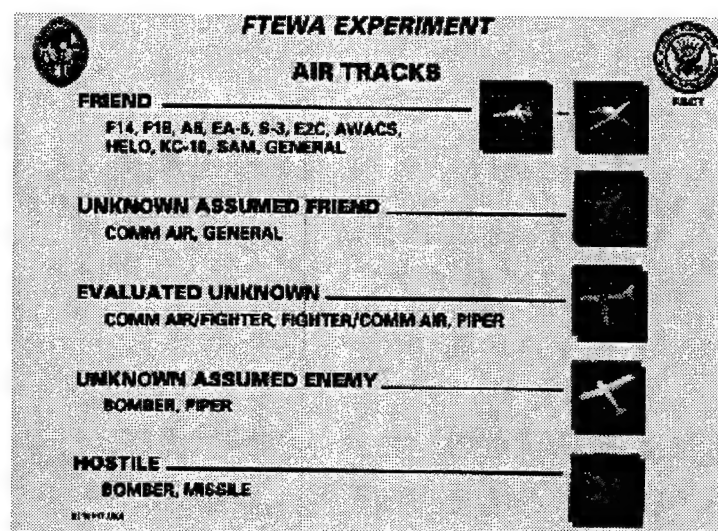 FTEWA EXPERIMENT
AIR TRACKS
FRIEND
F14, F18, A6, EA-6, S-3, E2C, AWACS,
HELO, KC-10, SAM, GENERAL
UNKNOWN ASSUMED FRIEND
COMM AIR, GENERAL
EVALUATED UNKNOWN
COMM AIR/FIGHTER, FIGHTER/COMM AIR, PIPER
UNKNOWN ASSUMED ENEMY
BOMBER, PIPER
HOSTILE
BOMBER, MISSILE